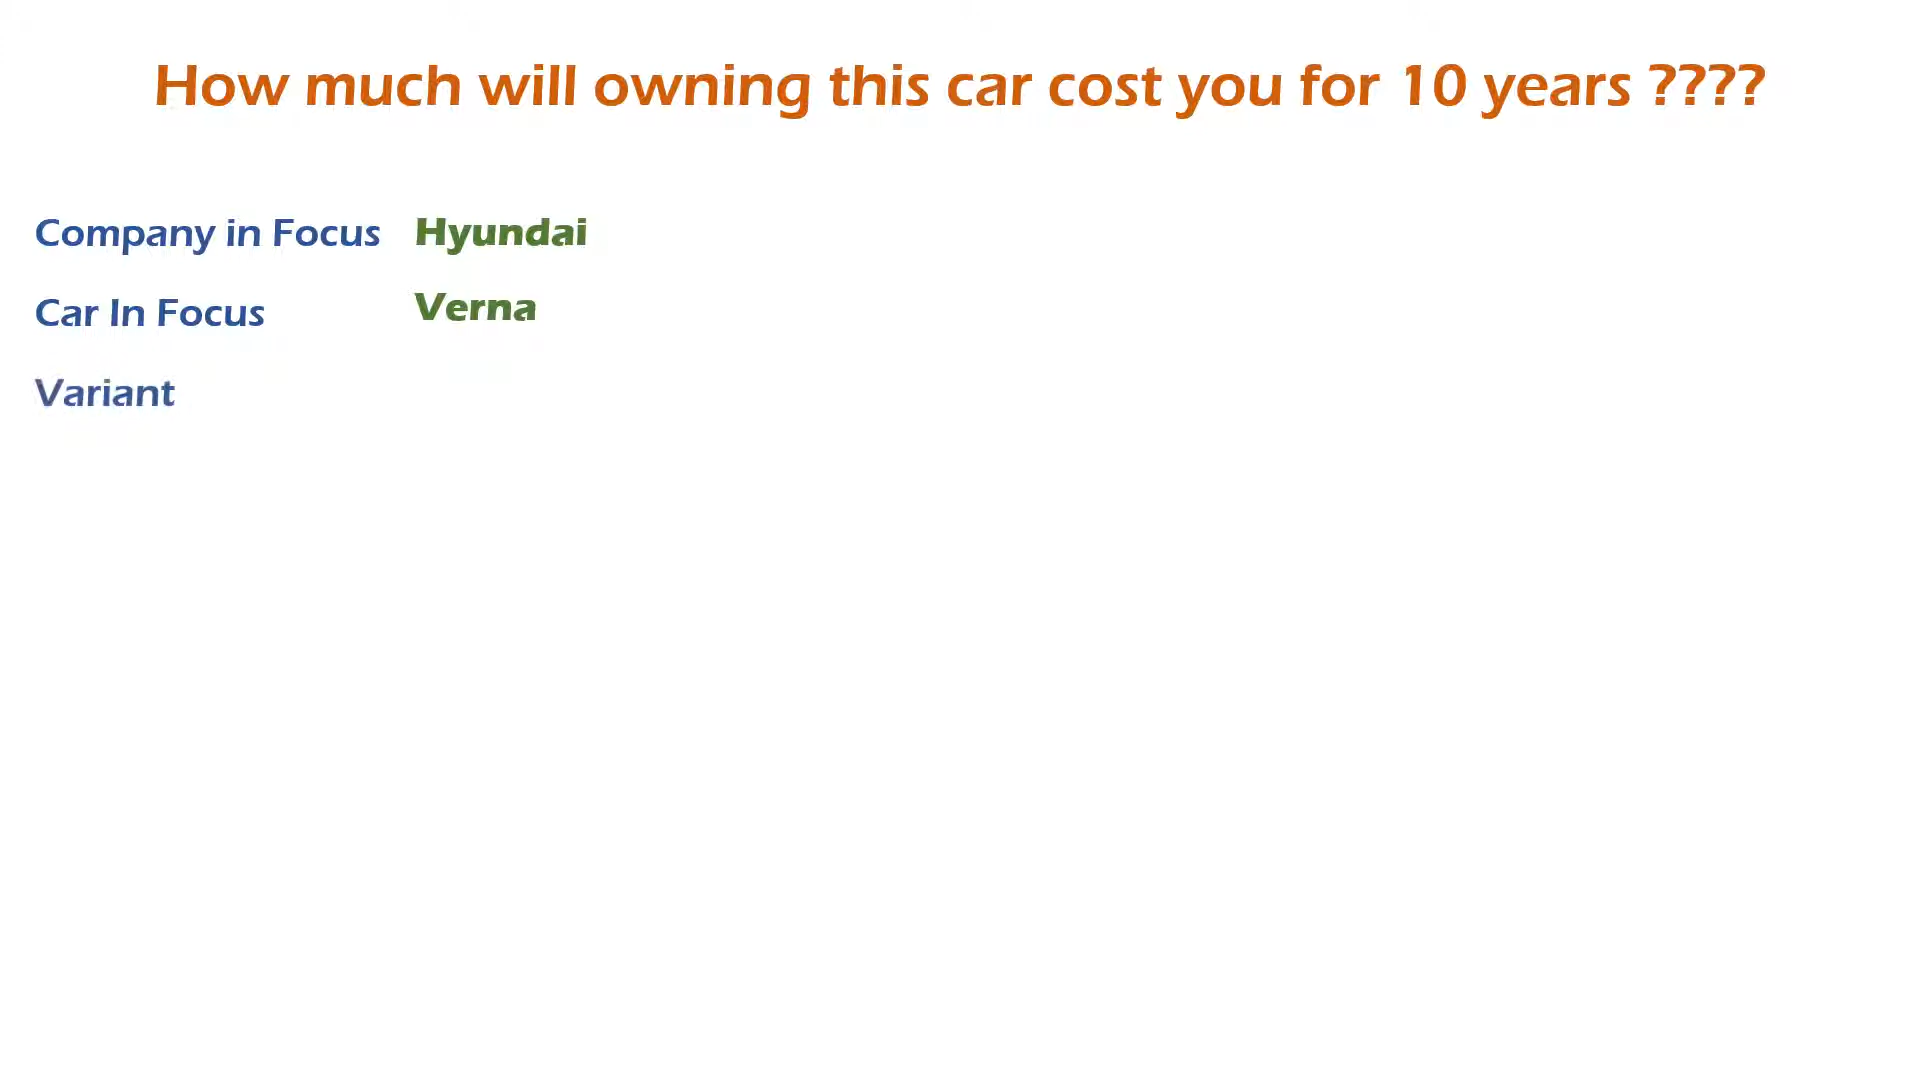 How much will owning this car cost you for 10 years ????
Company in Focus Hyundai
Car In Focus Verna
Variant